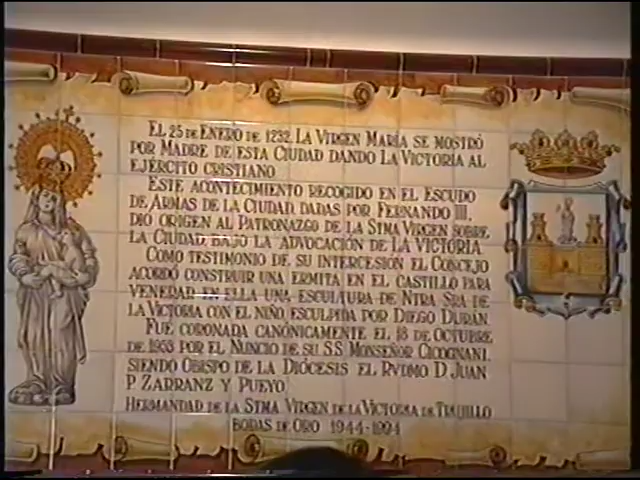 EL 25 DE ENERO DE 1232, LA VIRGEN MARIA SE MOSTRÓ
POR MADRE DE ESTA CIUDAD DANDO LA VICTORIA AL
EJÉRCITO CRISTIANO
ESTE ACONTECIMIENTO RECOGIDO EN EL ESCUDO
DE ARMAS DE LA CIUDAD, DADAS POR FERNANDO III,
DIO ORIGEN AL PATRONAZGO DE LA STMA VIRGEN SOBRE
LA CIUDAD, BAJO LA ADVOCACIÓN DE LA VICTORIA
COMO TESTIMONIO DE SU INTERCESIÓN, EL CONCEJO
ACORDÓ CONSTRUIR UNA ERMITA EN EL CASTILLO PARA
VENERAR EN ELLA UNA ESCULTURA DE NTRA SRA DE
LA VICTORIA CON EL NIÑO, ESCULPIDA POR DIEGO DURÁN
FUÉ CORONADA CANÓNICAMENTE, EL 18 DE OCTUBRE
DE 1953 POR EL NUNCIO DE SU S.S MONSEÑOR CICOGNANI.
SIENDO OBISPO DE LA DIÓCESIS EL RVDMO D. JUAN
P. ZARRANZ Y PUEYO
HERMANDAD DE LA STMA VIRGEN DE LA VICTORIA DE TRUJILLO
BODAS DE ORO 1944 - 1994